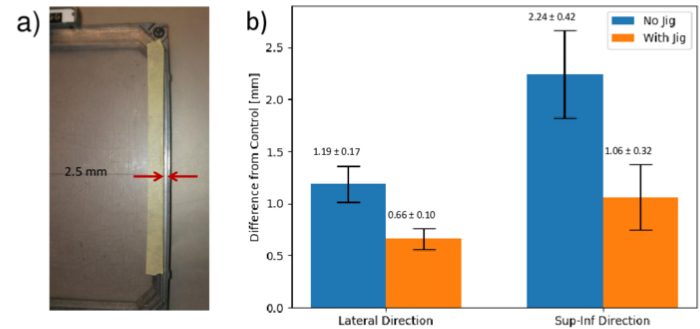 a)
2.5 mm
b)
Difference from Control [mm]
2.5
2.0
1.5
1.0
0.5
0.0
1.19 ± 0.17
0.66 ± 0.10
2.24 ± 0.42
1.06 ± 0.32
No Jig
With Jig
Lateral Direction
Sup-Inf Direction